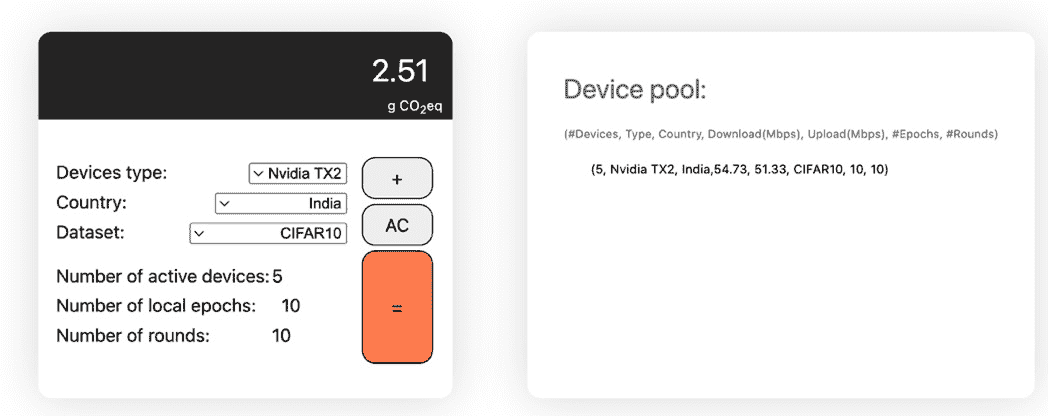 2.51
g CO₂eq
Devices type: Nvidia TX2
Country: India
Dataset: CIFAR10
Number of active devices: 5
Number of local epochs: 10
Number of rounds: 10
+
AC
=
Device pool:
(#Devices, Type, Country, Download(Mbps), Upload(Mbps), #Epochs, #Rounds)
(5, Nvidia TX2, India,54.73, 51.33, CIFAR10, 10, 10)